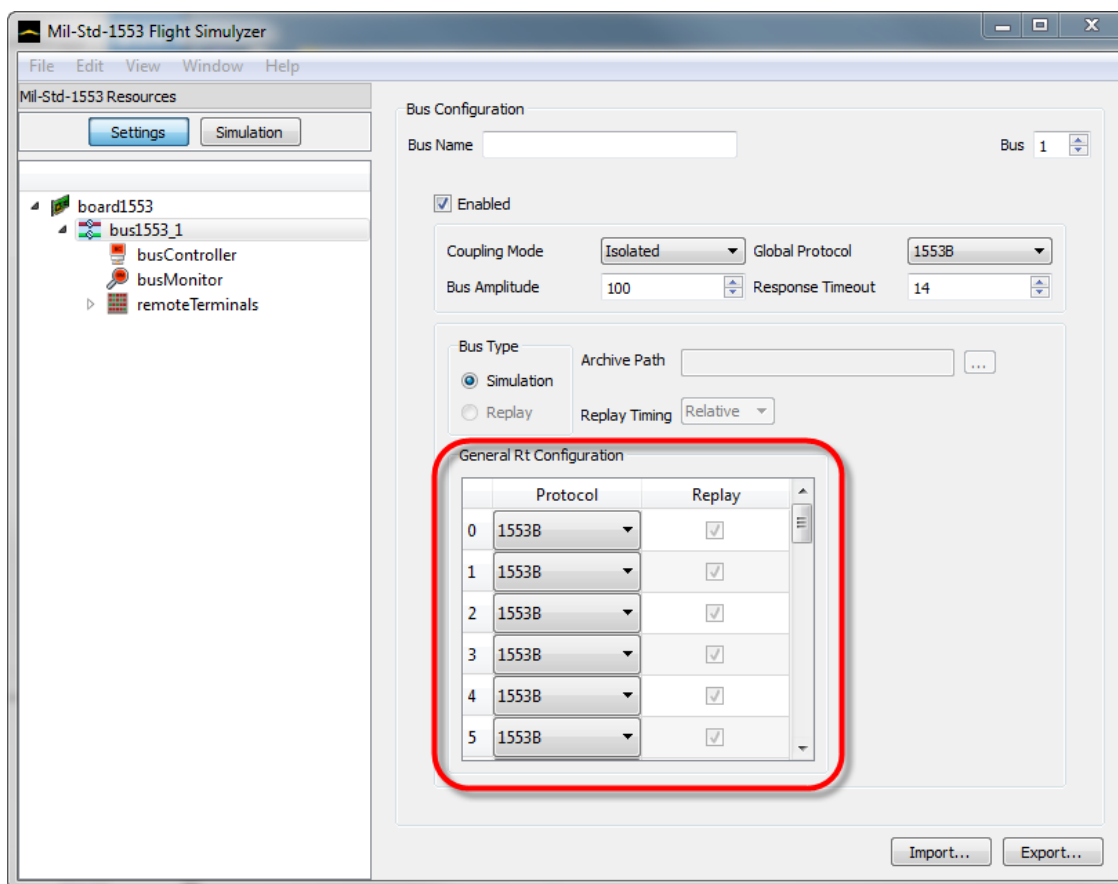 Mil-Std-1553 Flight Simulyzer
File Edit View Window Help
Mil-Std-1553 Resources
Settings Simulation
board1553
bus1553_1
busController
busMonitor
remoteTerminals
Bus Configuration
Bus Name Bus 1
Enabled
Coupling Mode Isolated Global Protocol 1553B
Bus Amplitude 100 Response Timeout 14
Bus Type
Simulation
Replay
Archive Path ...
Replay Timing Relative
General Rt Configuration
Protocol Replay
0 1553B
1 1553B
2 1553B
3 1553B
4 1553B
5 1553B
Import... Export...